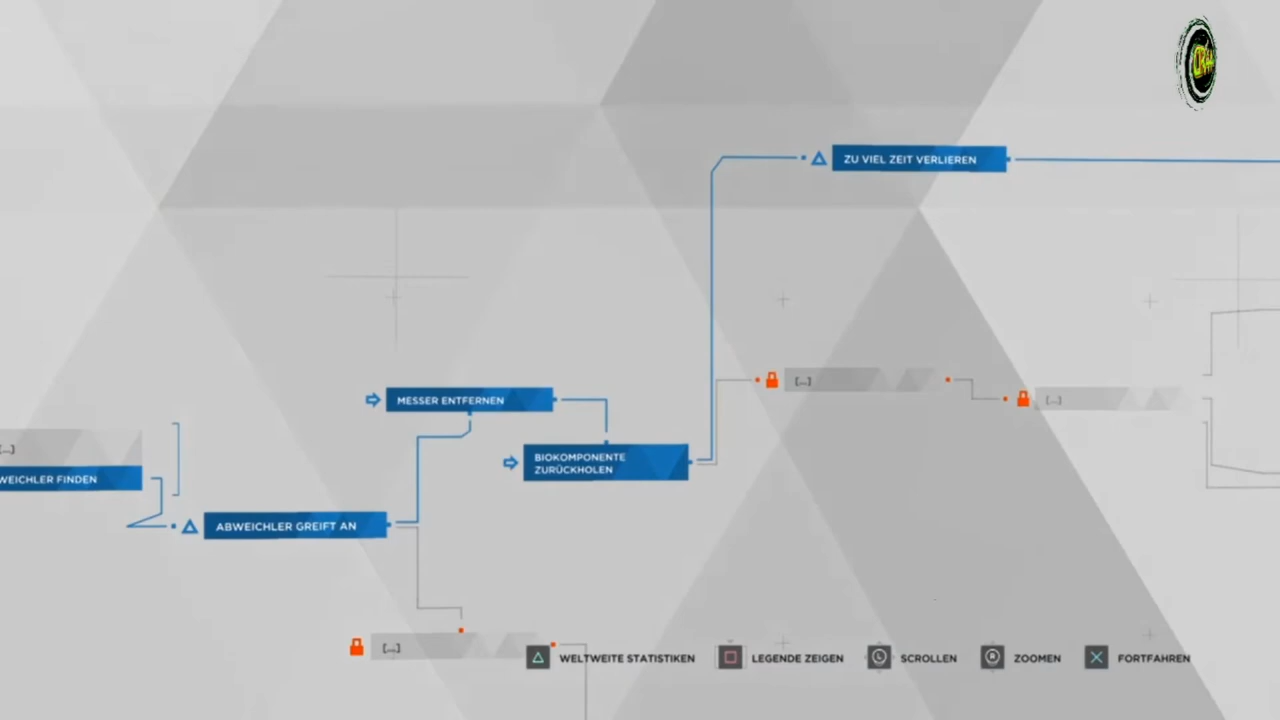 ZU VIEL ZEIT VERLIEREN
[...]
[...]
MESSER ENTFERNEN
[...]
WEICHLER FINDEN
BIOKOMPONENTE
ZURÜCKHOLEN
ABWEICHLER GREIFT AN
[...]
WELTWEITE STATISTIKEN
LEGENDE ZEIGEN
L SCROLLEN
R ZOOMEN
FORTFAHREN